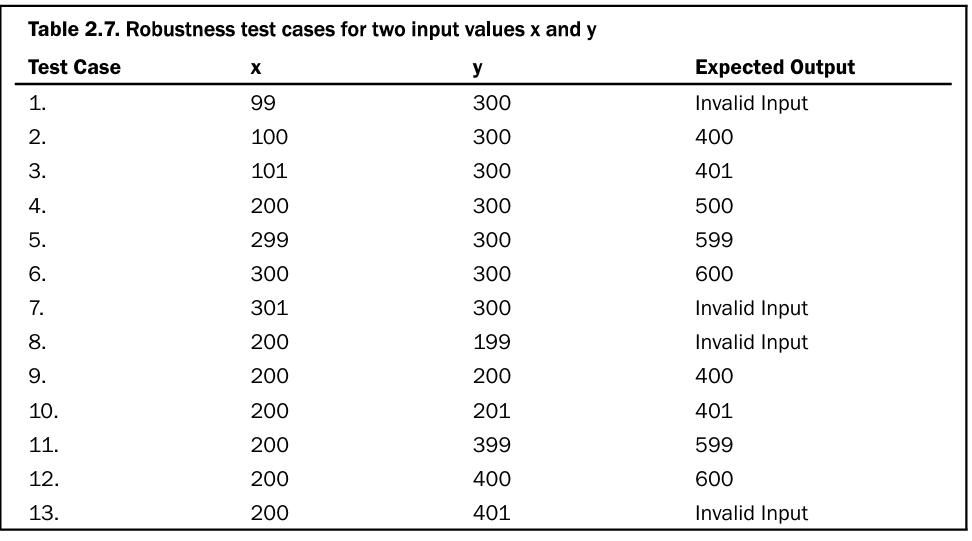 Table 2.7. Robustness test cases for two input values x and y
Test Case x y Expected Output
1. 99 300 Invalid Input
2. 100 300 400
3. 101 300 401
4. 200 300 500
5. 299 300 599
6. 300 300 600
7. 301 300 Invalid Input
8. 200 199 Invalid Input
9. 200 200 400
10. 200 201 401
11. 200 399 599
12. 200 400 600
13. 200 401 Invalid Input